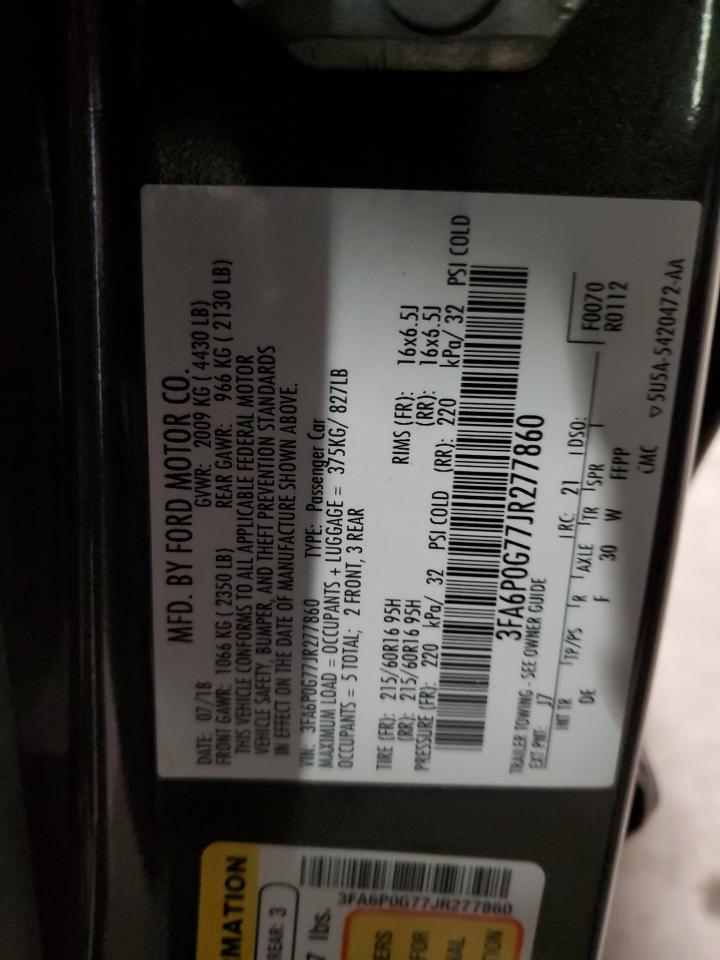 MFD. BY FORD MOTOR CO.
DATE: 07/18 GVWR: 2009 KG ( 4430 LB)
FRONT GAWR: 1066 KG ( 2350 LB) REAR GAWR: 966 KG ( 2130 LB)
THIS VEHICLE CONFORMS TO ALL APPLICABLE FEDERAL MOTOR
VEHICLE SAFETY, BUMPER, AND THEFT PREVENTION STANDARDS
IN EFFECT ON THE DATE OF MANUFACTURE SHOWN ABOVE.
VIN: 3FA6P0G77JR277860 TYPE: Passenger Car
MAXIMUM LOAD = OCCUPANTS + LUGGAGE = 375KG/ 827LB
OCCUPANTS = 5 TOTAL; 2 FRONT, 3 REAR
TIRE (FR): 215/60R16 95H RIMS (FR): 16x6.5J
(RR): 215/60R16 95H (RR): 16x6.5J
PRESSURE (FR): 220 kPa/ 32 PSI COLD (RR): 220 kPa/ 32 PSI COLD
3FA6P0G77JR277860
TRAILER TOWING - SEE OWNER GUIDE
EXT PNT: J7 RC: 21 DSO: F0070
R0112
INT TR TP/PS R AXLE TR SPR
DE F 30 W FFPP
CMC ▽5U5A-5420472-AA
MATION
REAR: 3
7 lbs.
3FA6P0G77JR277860